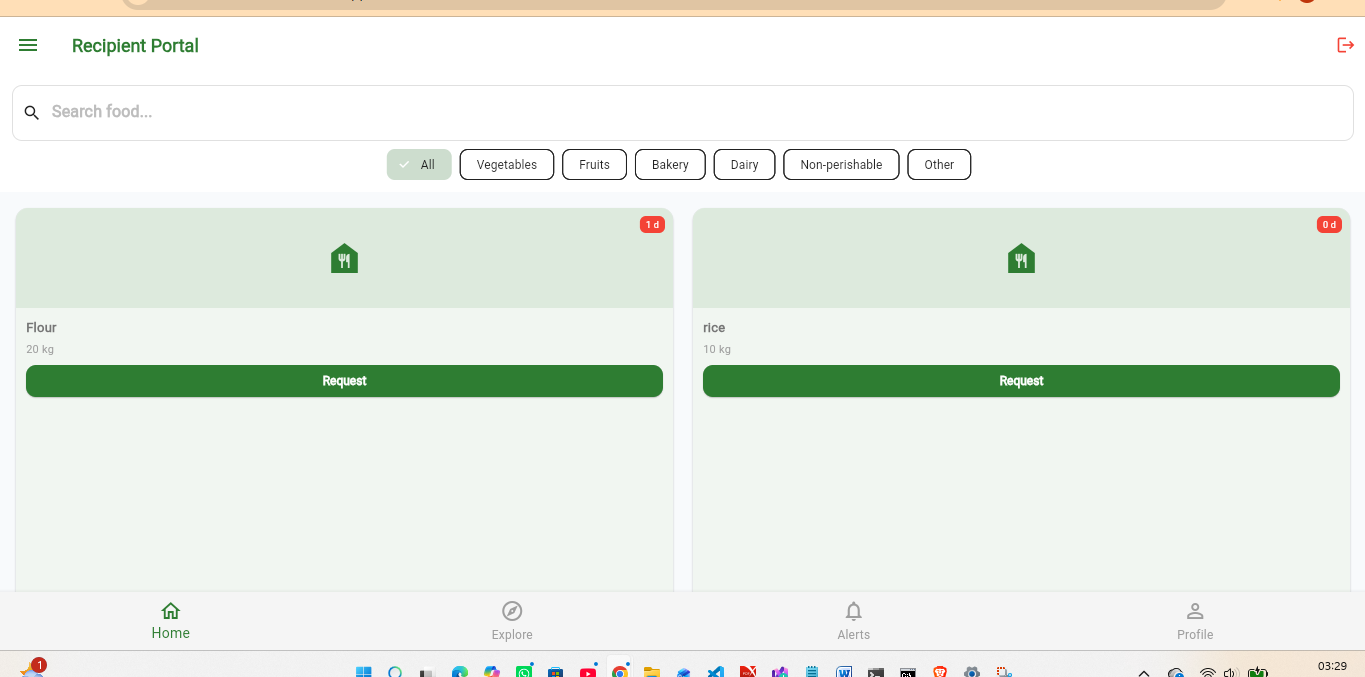 Recipient Portal
Search food...
All Vegetables Fruits Bakery Dairy Non-perishable Other
1 d
0 d
Flour
20 kg
Request
rice
10 kg
Request
Home Explore Alerts Profile
1
03:29